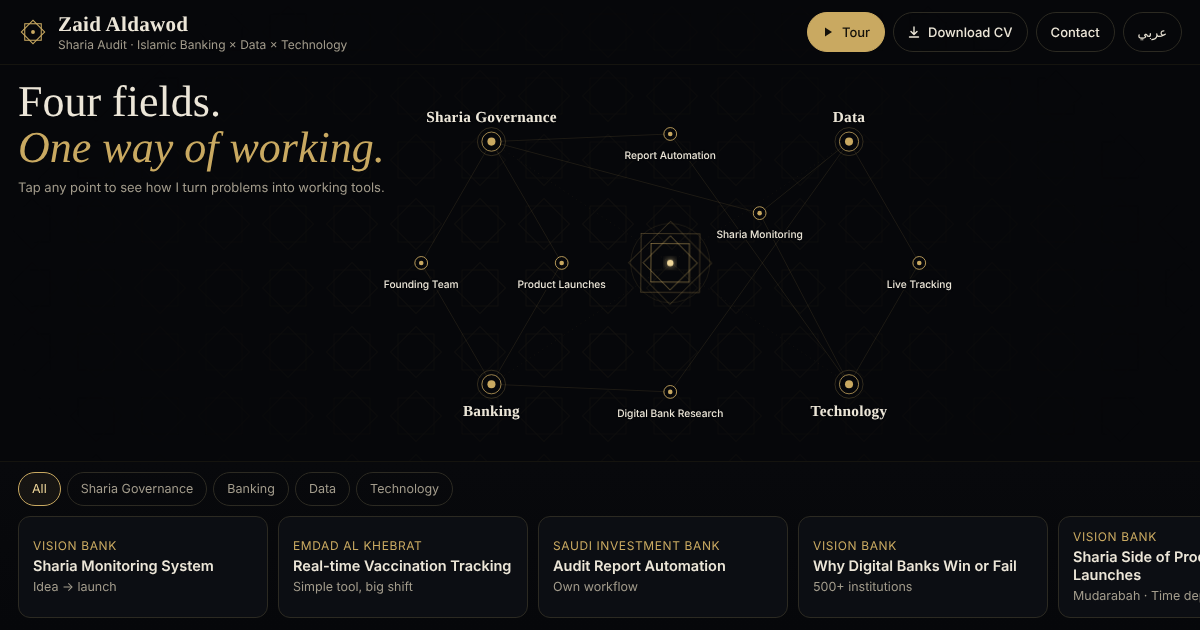 Zaid Aldawod
Sharia Audit · Islamic Banking × Data × Technology
Tour
Download CV
Contact
عربي
Four fields.
One way of working.
Tap any point to see how I turn problems into working tools.
Sharia Governance
Data
Report Automation
Sharia Monitoring
Founding Team
Product Launches
Live Tracking
Banking
Digital Bank Research
Technology
All
Sharia Governance
Banking
Data
Technology
VISION BANK
Sharia Monitoring System
Idea → launch
EMDAD AL KHEBRAT
Real-time Vaccination Tracking
Simple tool, big shift
SAUDI INVESTMENT BANK
Audit Report Automation
Own workflow
VISION BANK
Why Digital Banks Win or Fail
500+ institutions
VISION BANK
Sharia Side of
Launches
Mudarabah · Time